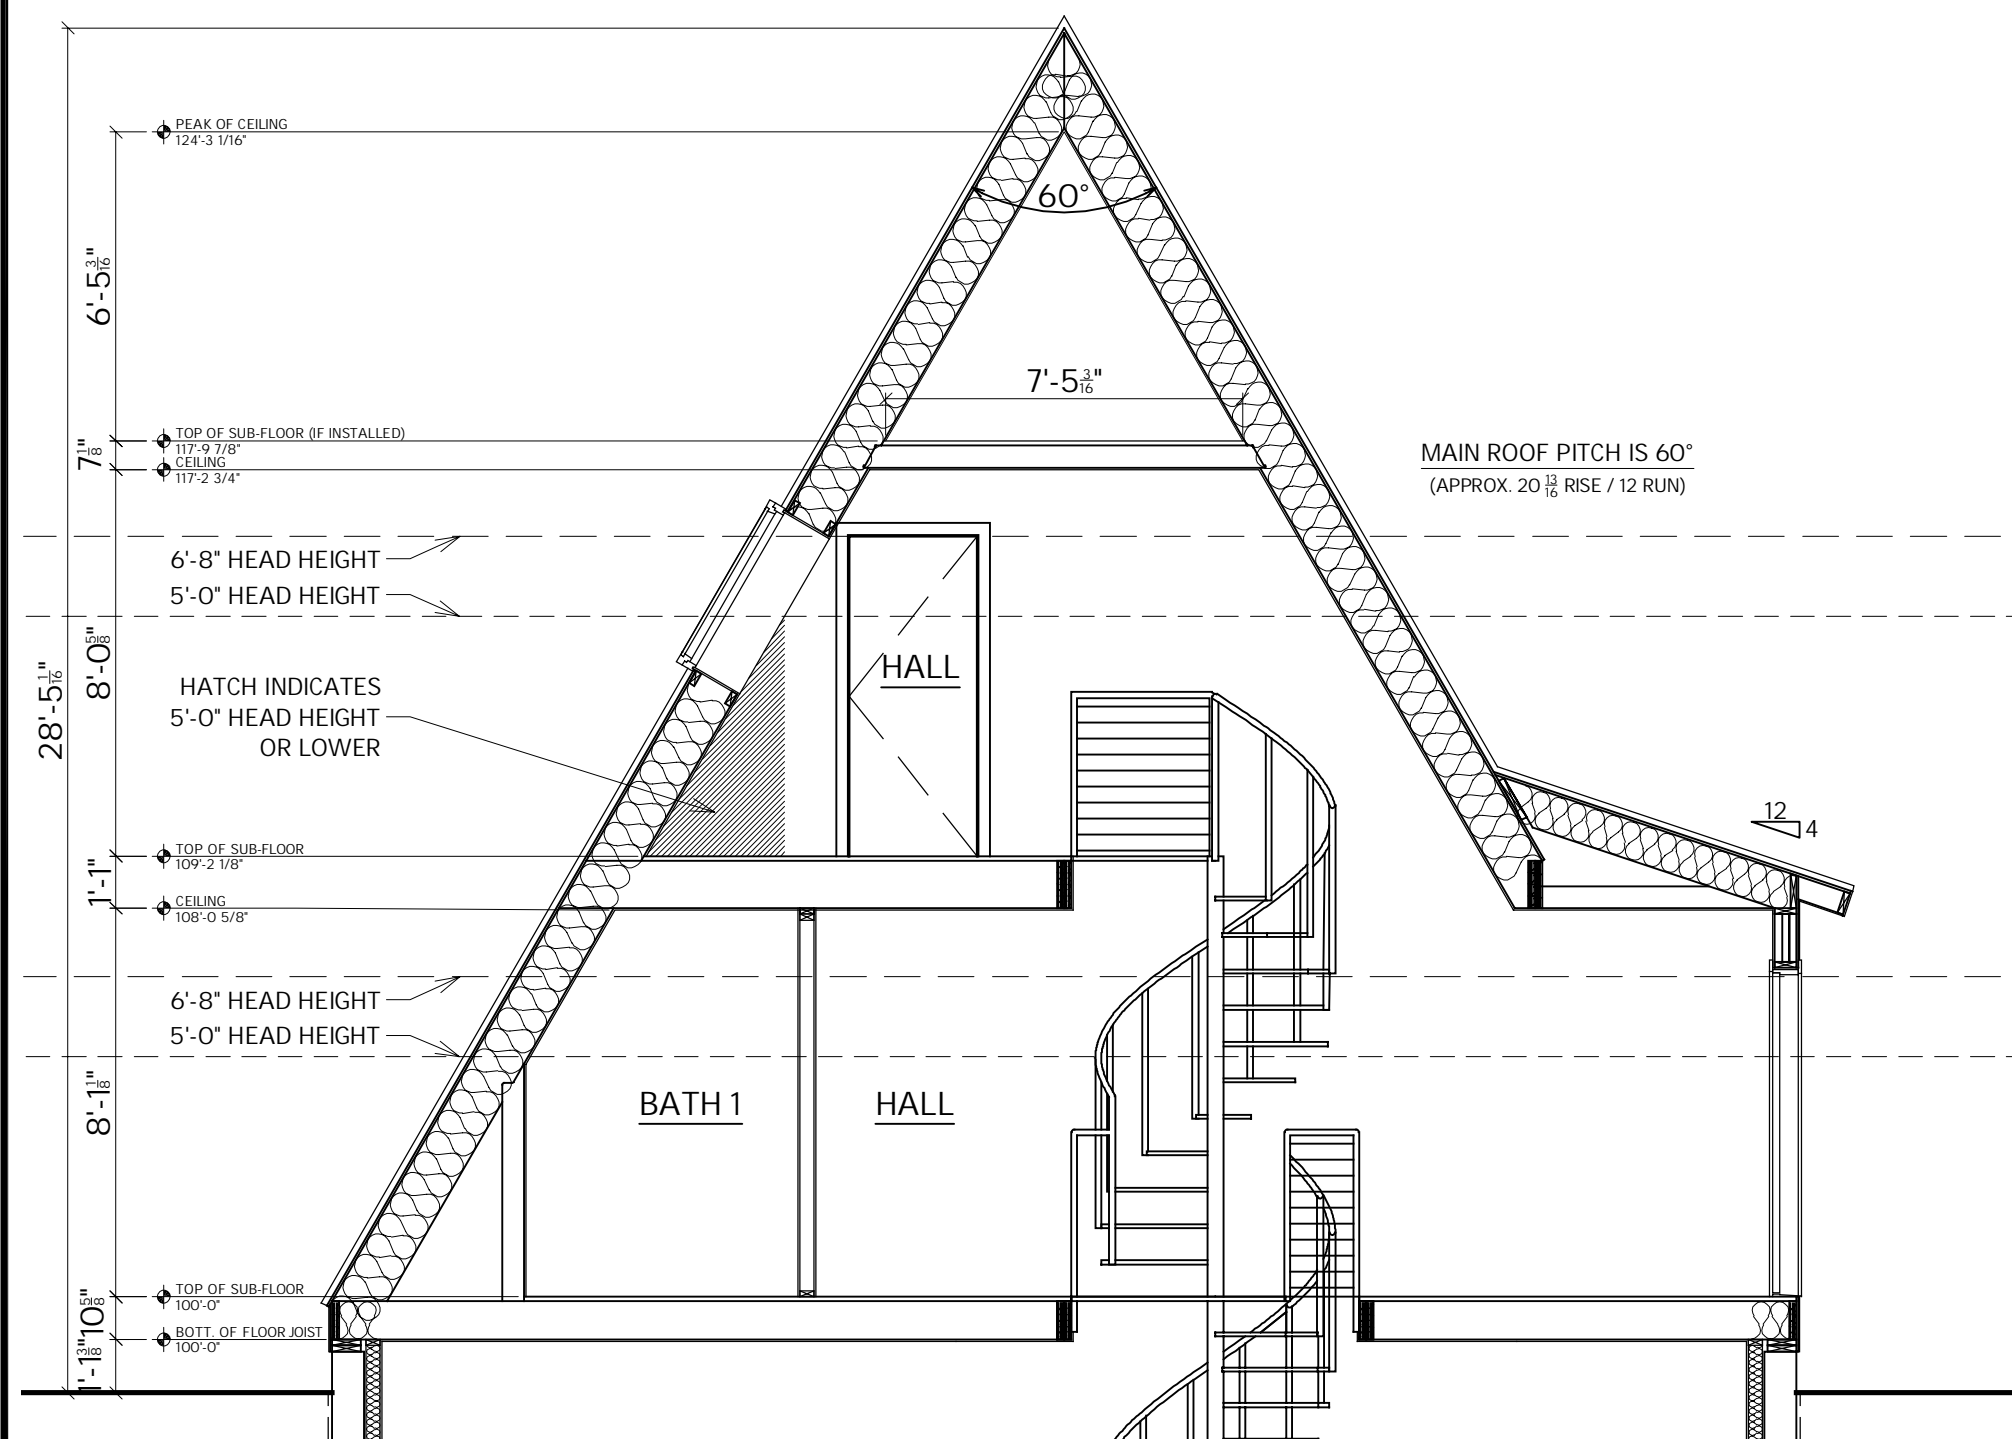 PEAK OF CEILING
124'-3 1/16"
60°
6'-5 3/16"
7'-5 3/16"
TOP OF SUB-FLOOR (IF INSTALLED)
117'-9 7/8"
7 1/8"
CEILING
117'-2 3/4"
MAIN ROOF PITCH IS 60°
(APPROX. 20 13/16 RISE / 12 RUN)
6'-8" HEAD HEIGHT
5'-0" HEAD HEIGHT
8'-0 5/8"
28'-5 1/16"
HALL
HATCH INDICATES
5'-0" HEAD HEIGHT
OR LOWER
12
4
TOP OF SUB-FLOOR
109'-2 1/8"
1'-1"
CEILING
108'-0 5/8"
6'-8" HEAD HEIGHT
5'-0" HEAD HEIGHT
8'-1 1/8"
BATH 1
HALL
TOP OF SUB-FLOOR
100'-0"
10 5/8"
BOTT. OF FLOOR JOIST
100'-0"
1'-1 3/8"